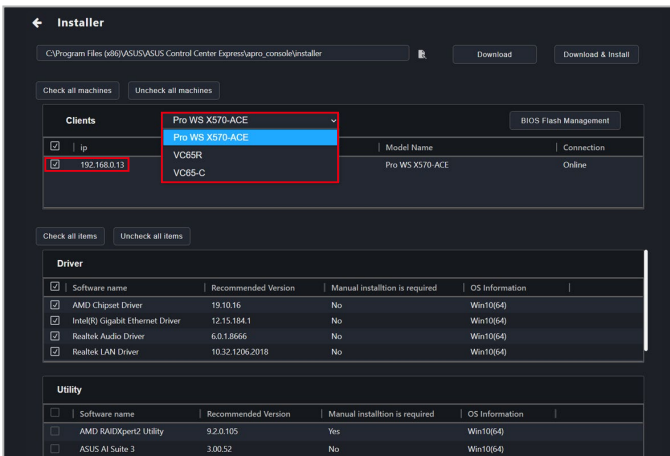 Installer
C:\Program Files (x86)\ASUS\ASUS Control Center Express\apro_console\installer
Download
Download & Install
Check all machines
Uncheck all machines
Clients
Pro WS X570-ACE
BIOS Flash Management
Pro WS X570-ACE
VC65R
VC65-C
ip Model Name Connection
192.168.0.13 Pro WS X570-ACE Online
Check all items
Uncheck all items
Driver
Software name Recommended Version Manual installtion is required OS Information
AMD Chipset Driver 19.10.16 No Win10(64)
Intel(R) Gigabit Ethernet Driver 12.15.184.1 No Win10(64)
Realtek Audio Driver 6.0.1.8666 No Win10(64)
Realtek LAN Driver 10.32.1206.2018 No Win10(64)
Utility
Software name Recommended Version Manual installtion is required OS Information
AMD RAIDXpert2 Utility 9.2.0.105 Yes Win10(64)
ASUS AI Suite 3 3.00.52 No Win10(64)